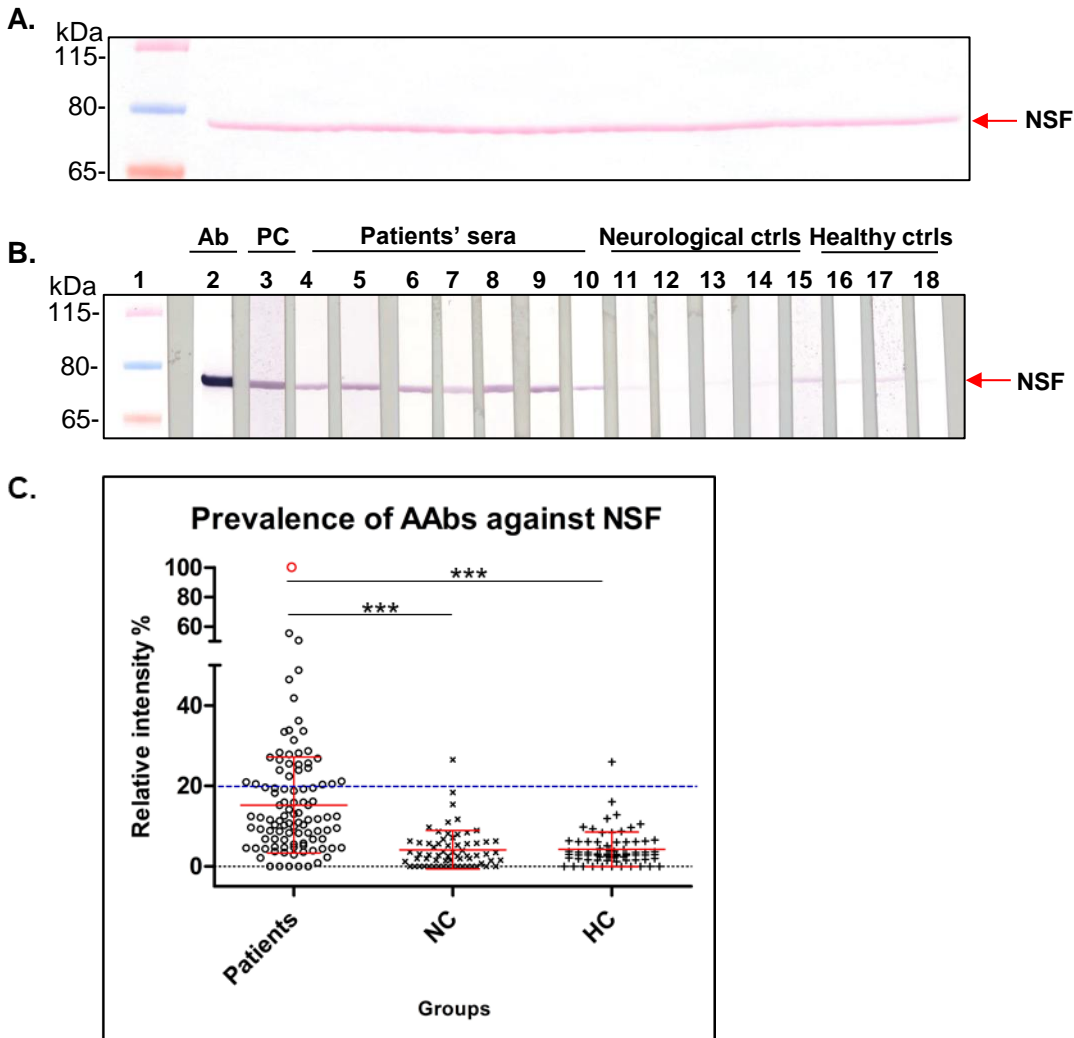 A.
kDa
115-
80-
65-
NSF
B.
Ab PC Patients' sera Neurological ctrls Healthy ctrls
kDa 1 2 3 4 5 6 7 8 9 10 11 12 13 14 15 16 17 18
115-
80-
65-
NSF
C.
Prevalence of AAbs against NSF
Relative intensity %
100
80
60
40
20
0
***
***
Patients NC HC
Groups